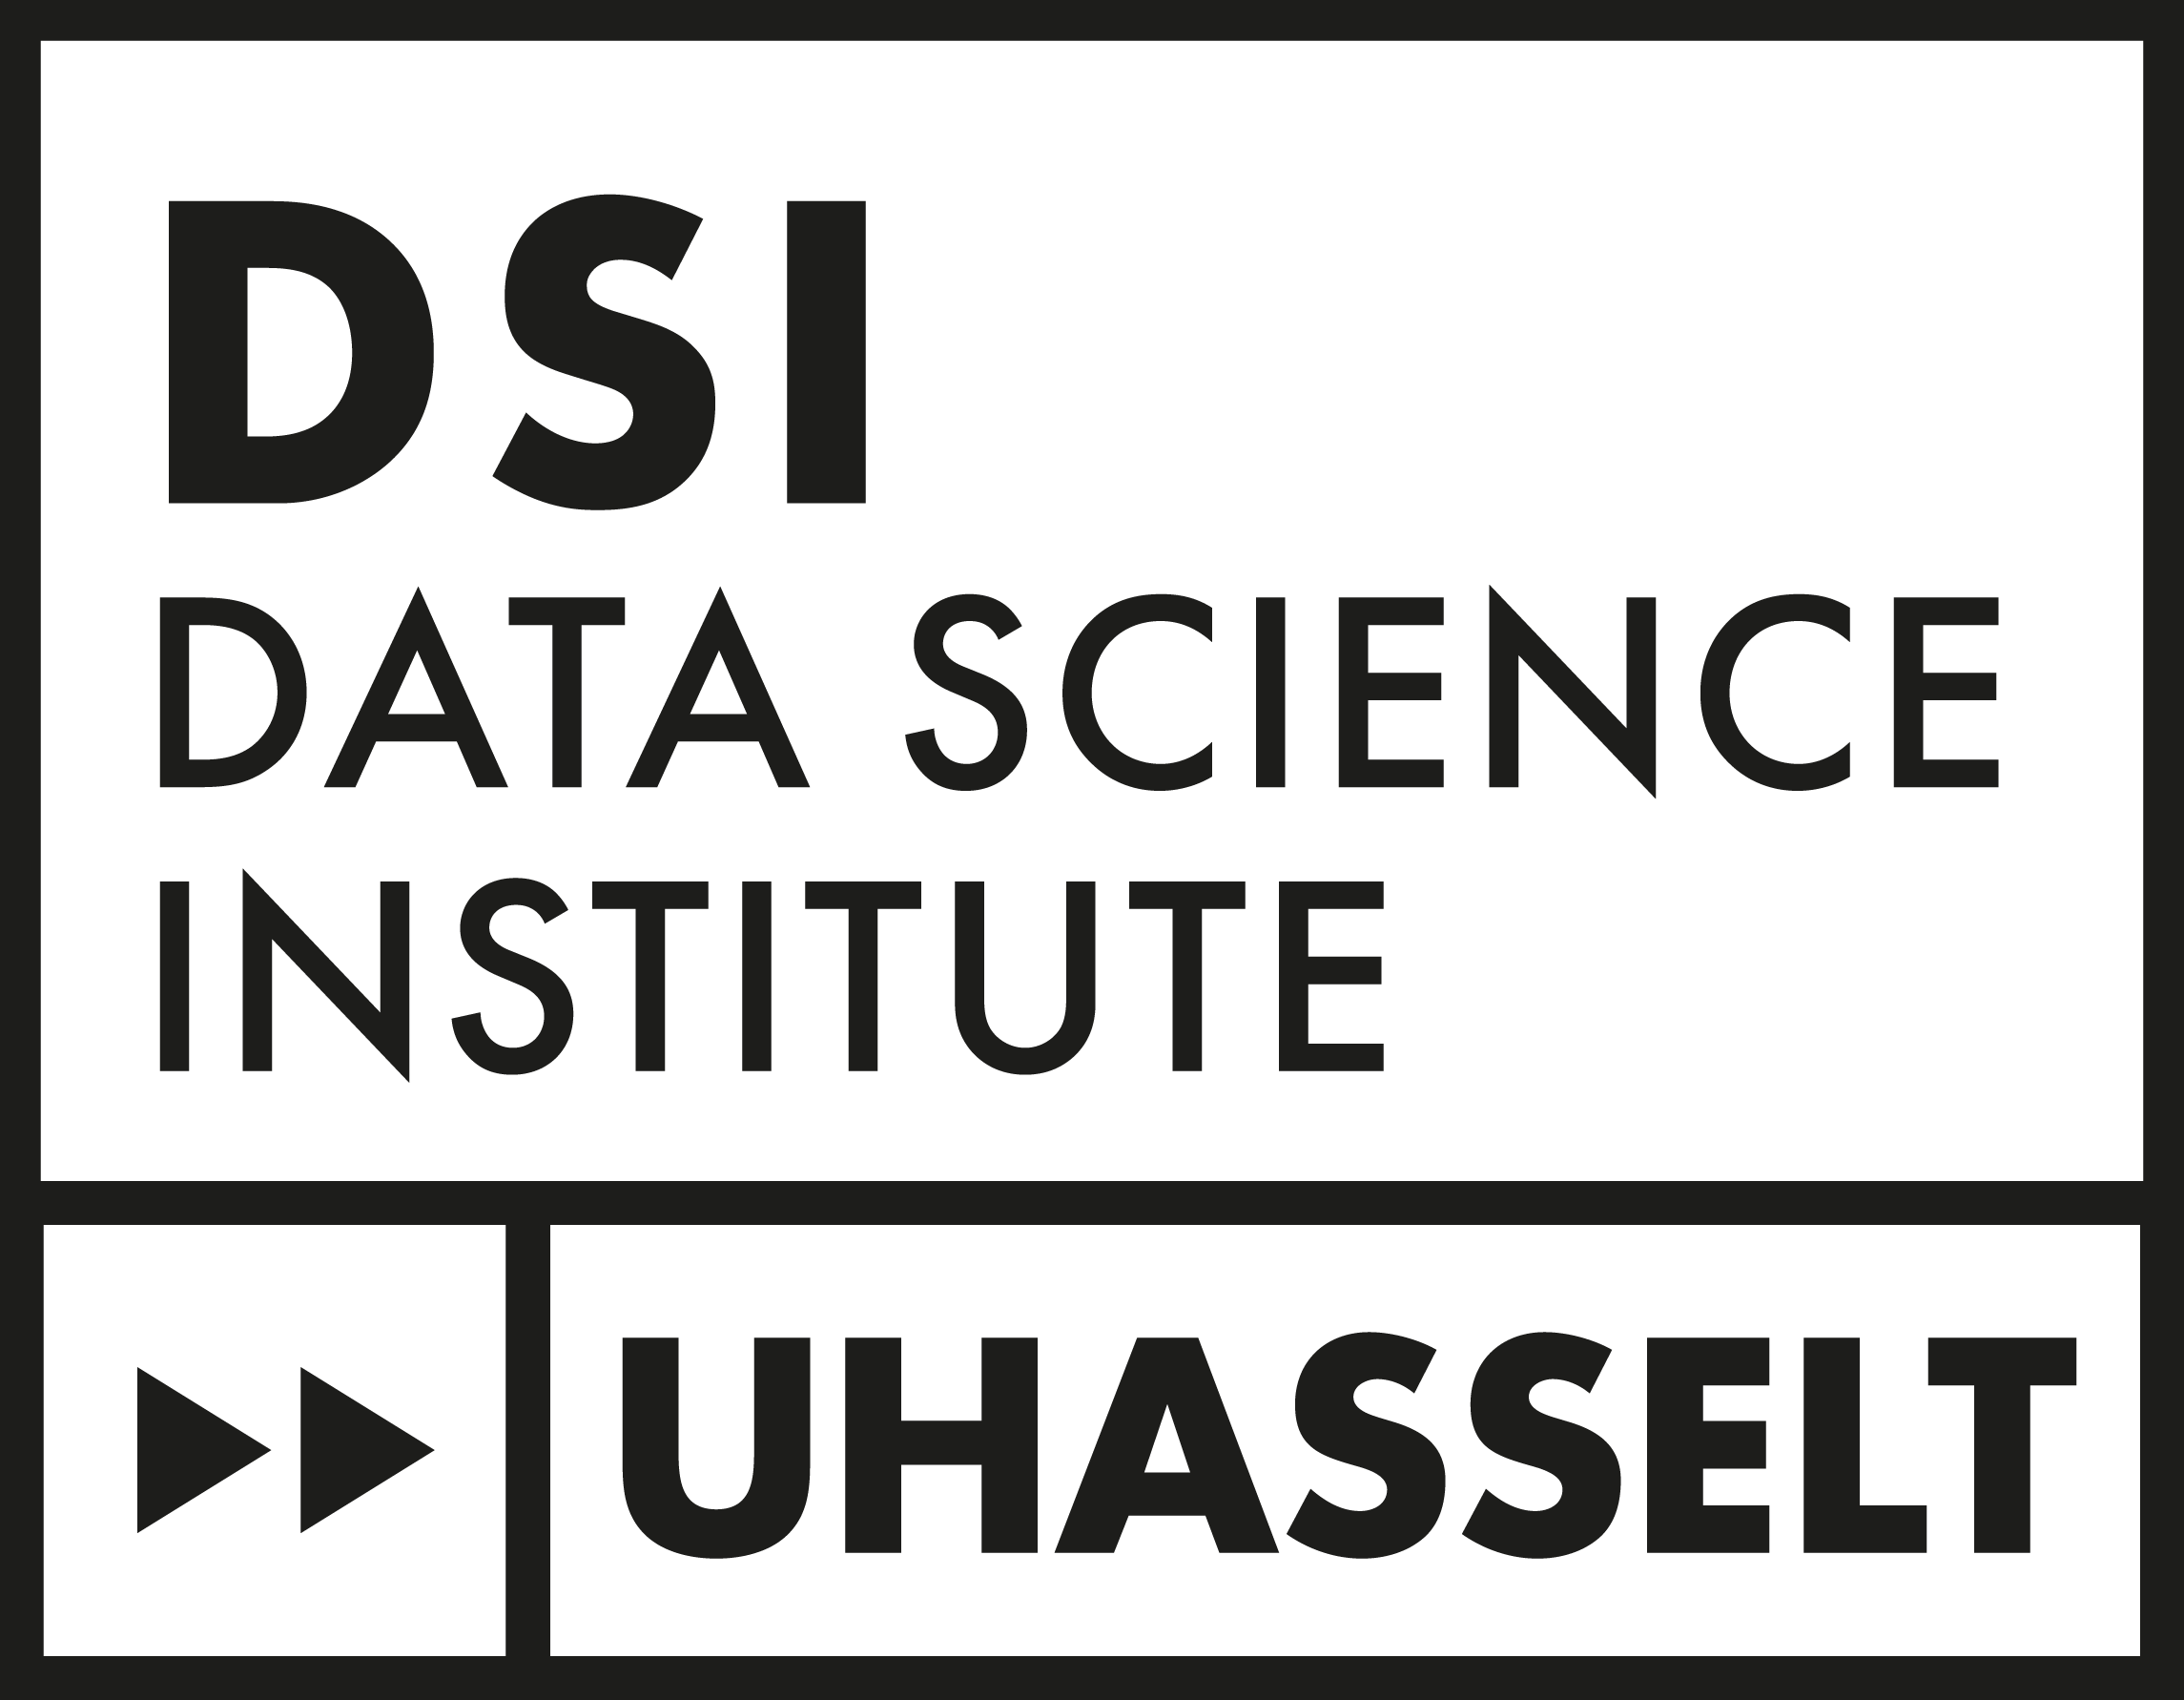 DSI
DATA SCIENCE
INSTITUTE
UHASSELT